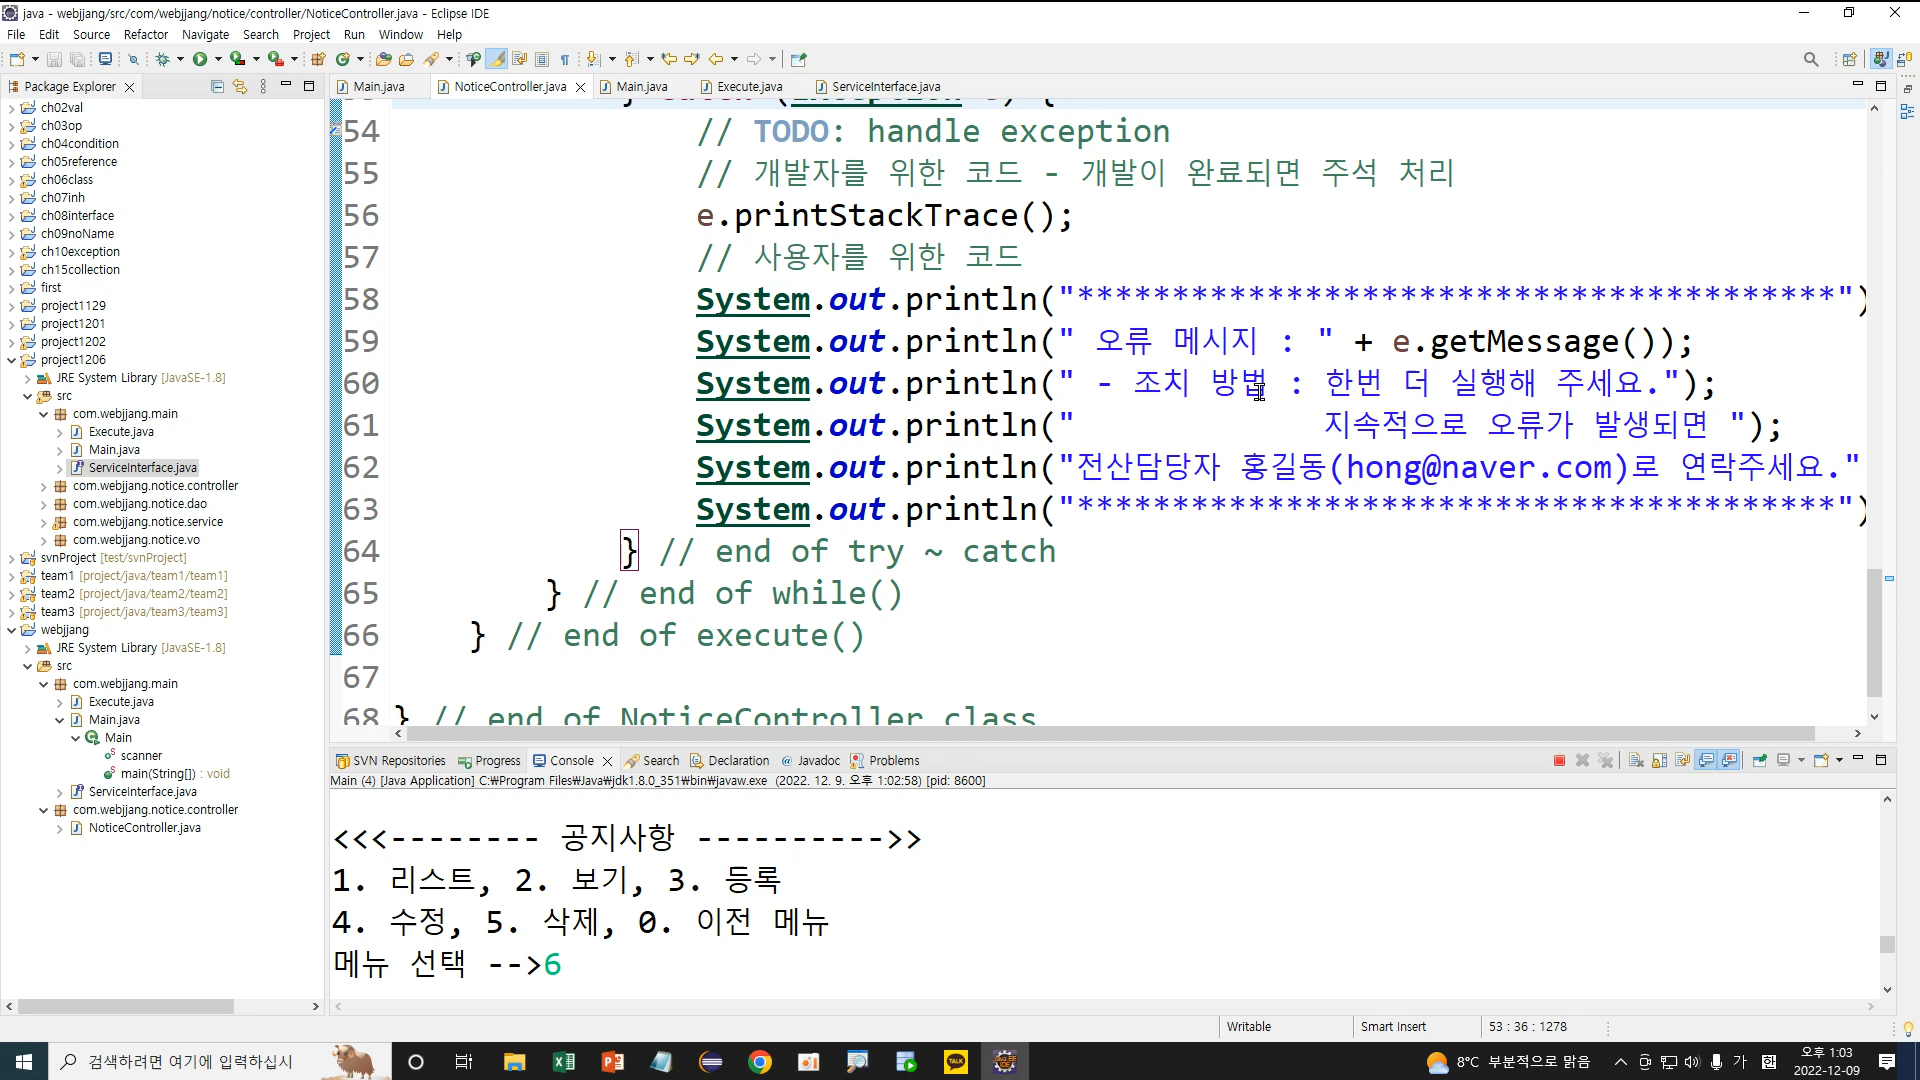 java - webjjang/src/com/webjjang/notice/controller/NoticeController.java - Eclipse IDE
File Edit Source Refactor Navigate Search Project Run Window Help
Package Explorer
Main.java NoticeController.java Main.java Execute.java ServiceInterface.java
ch02val
ch03op
ch04condition
ch05reference
ch06class
ch07inh
ch08interface
ch09noName
ch10exception
ch15collection
first
project1129
project1201
project1202
project1206
JRE System Library [JavaSE-1.8]
src
com.webjjang.main
Execute.java
Main.java
ServiceInterface.java
com.webjjang.notice.controller
com.webjjang.notice.dao
com.webjjang.notice.service
com.webjjang.notice.vo
svnProject [test/svnProject]
team1 [project/java/team1/team1]
team2 [project/java/team2/team2]
team3 [project/java/team3/team3]
webjjang
JRE System Library [JavaSE-1.8]
src
com.webjjang.main
Execute.java
Main.java
Main
scanner
main(String[]) : void
ServiceInterface.java
com.webjjang.notice.controller
NoticeController.java
54 // TODO: handle exception
55 // 개발자를 위한 코드 - 개발이 완료되면 주석 처리
56 e.printStackTrace();
57 // 사용자를 위한 코드
58 System.out.println("****************************************")
59 System.out.println(" 오류 메시지 : " + e.getMessage());
60 System.out.println(" - 조치 방법 : 한번 더 실행해 주세요.");
61 System.out.println("             지속적으로 오류가 발생되면 ");
62 System.out.println("전산담당자 홍길동(hong@naver.com)로 연락주세요."
63 System.out.println("****************************************")
64 } // end of try ~ catch
65 } // end of while()
66 } // end of execute()
67
68 } // end of NoticeController class
SVN Repositories Progress Console Search Declaration Javadoc Problems
Main (4) [Java Application] C:₩Program Files₩Java₩jdk1.8.0_351₩bin₩javaw.exe (2022. 12. 9. 오후 1:02:58) [pid: 8600]
<<<-------- 공지사항 ---------->>
1. 리스트, 2. 보기, 3. 등록
4. 수정, 5. 삭제, 0. 이전 메뉴
메뉴 선택 -->6
Writable Smart Insert 53 : 36 : 1278
검색하려면 여기에 입력하십시
TALK
8°C 부분적으로 맑음 가 한 오후 1:03
2022-12-09